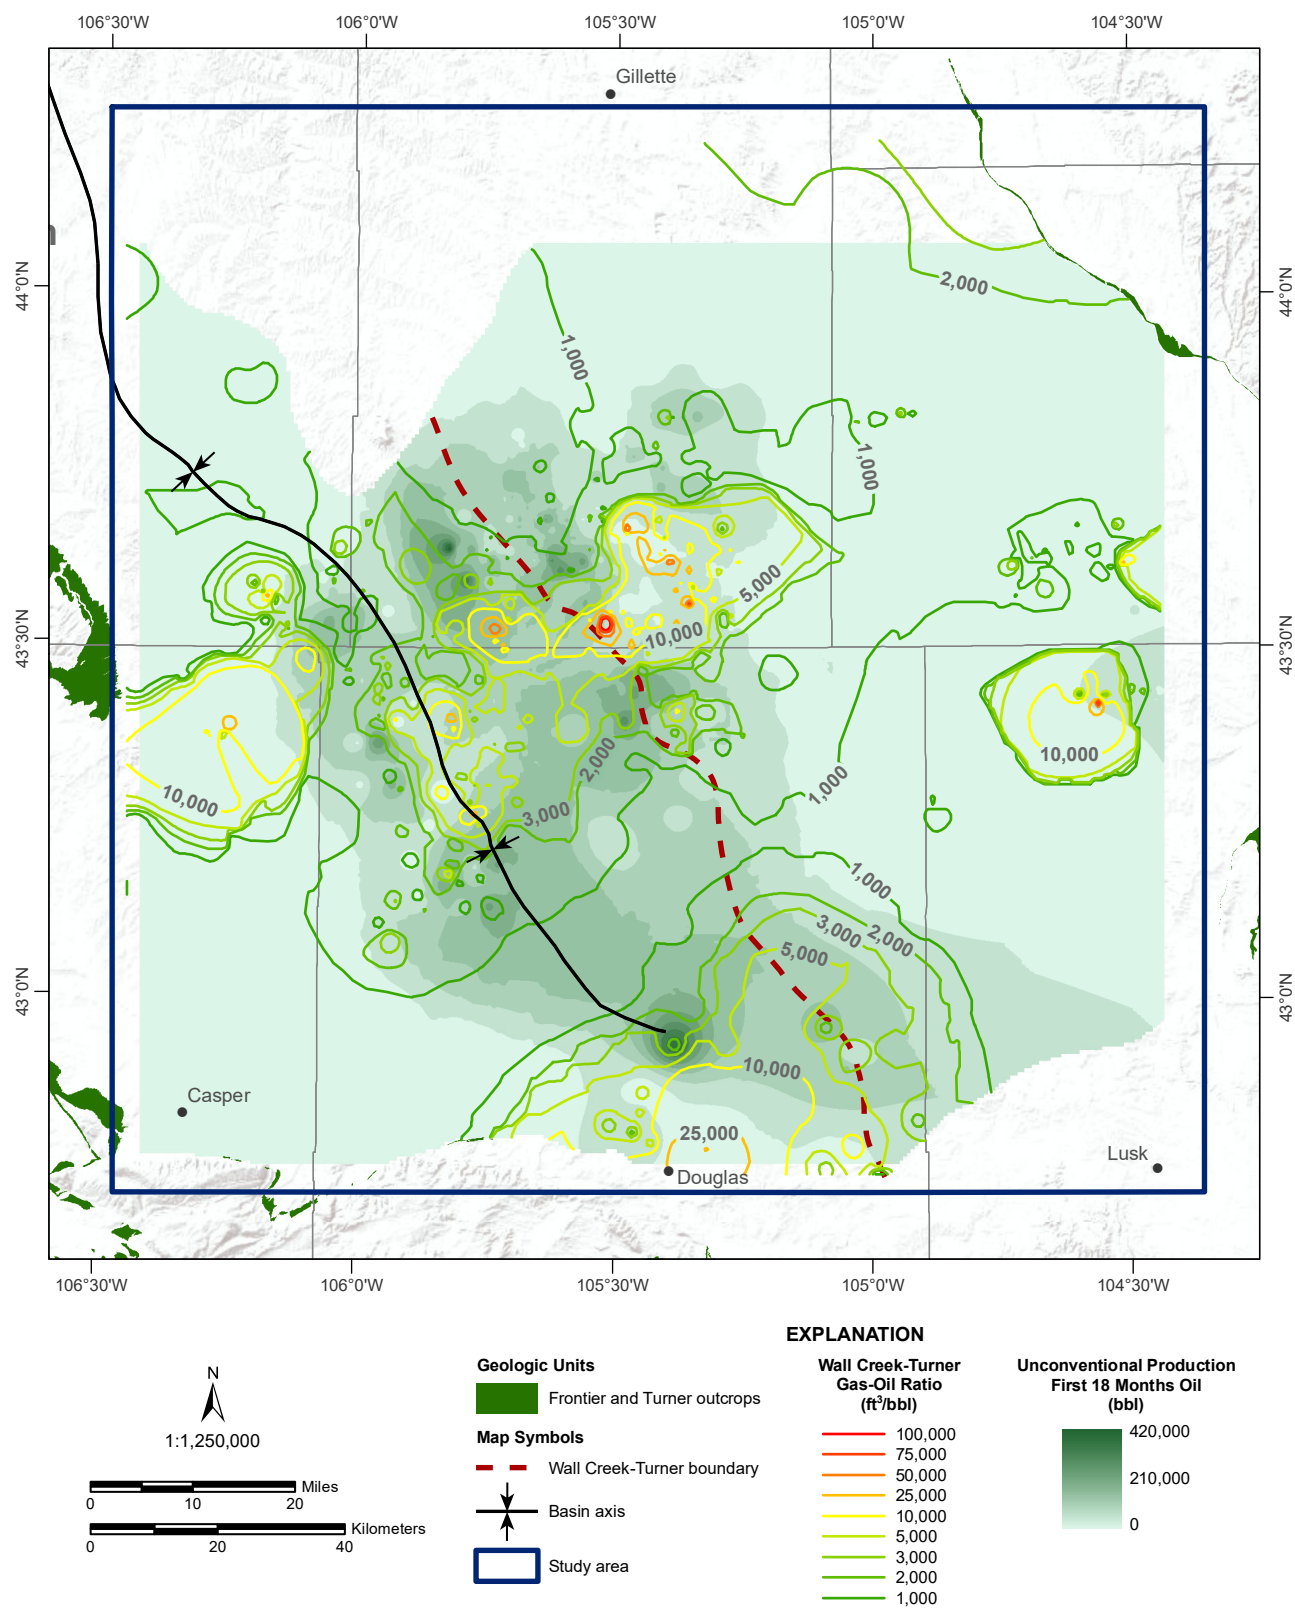 106°30'W 106°0'W 105°30'W 105°0'W 104°30'W
Gillette
44°0'N
44°0'N
2,000
1,000
1,000
5,000
10,000
43°30'N
43°30'N
10,000
2,000
1,000
10,000
3,000
1,000
3,000
2,000
5,000
43°0'N
43°0'N
10,000
Casper
25,000
Lusk
Douglas
106°30'W 106°0'W 105°30'W 105°0'W 104°30'W
EXPLANATION
N
1:1,250,000
Miles
0 10 20
Kilometers
0 20 40
Geologic Units
Frontier and Turner outcrops
Map Symbols
Wall Creek-Turner boundary
Basin axis
Study area
Wall Creek-Turner
Gas-Oil Ratio
(ft³/bbl)
100,000
75,000
50,000
25,000
10,000
5,000
3,000
2,000
1,000
Unconventional Production
First 18 Months Oil
(bbl)
420,000
210,000
0